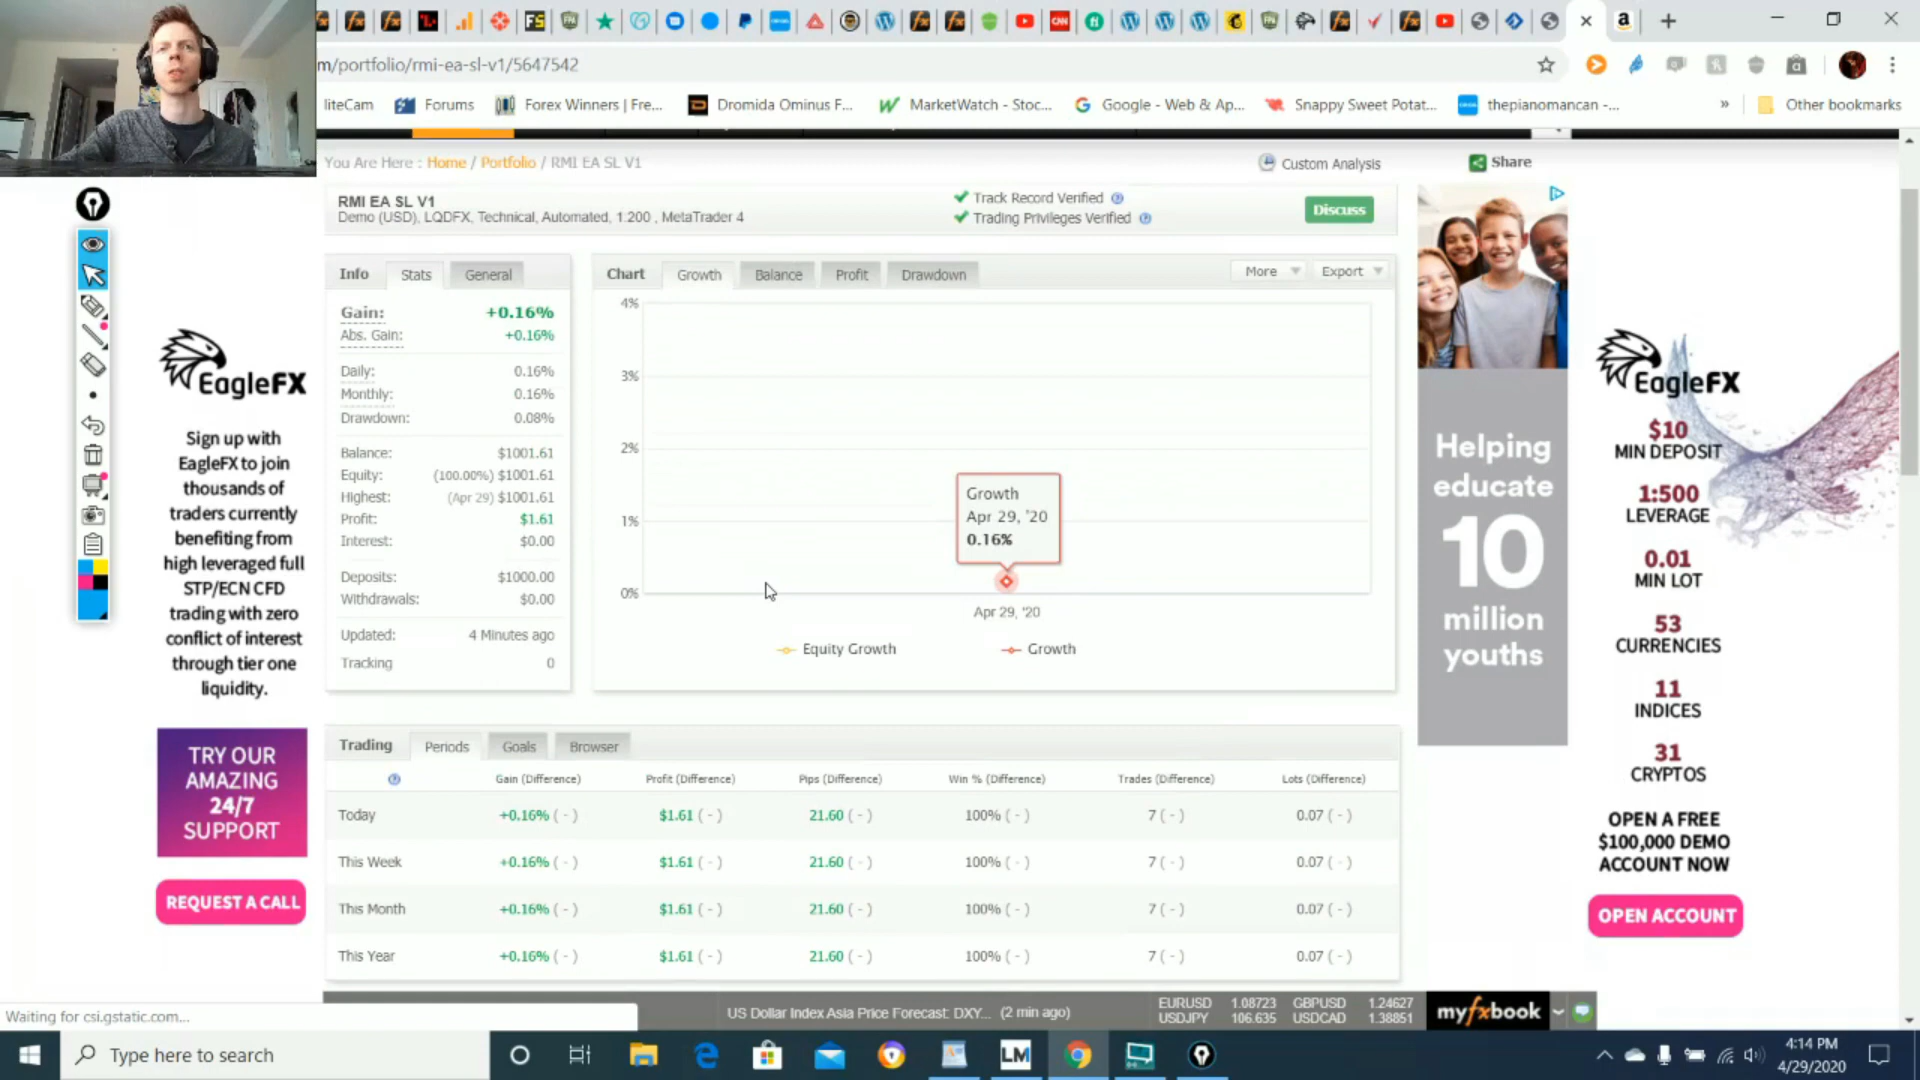 m/portfolio/rmi-ea-sl-v1/5647542
liteCam
Forums
Forex Winners | Fre...
Dromida Ominus F...
MarketWatch - Stoc...
Google - Web & Ap...
Snappy Sweet Potat...
thepianomancan -...
»
Other bookmarks
You Are Here : Home / Portfolio / RMI EA SL V1
Custom Analysis
Share
RMI EA SL V1
Demo (USD), LQDFX, Technical, Automated, 1:200 , MetaTrader 4
Track Record Verified
Trading Privileges Verified
Discuss
Info
Stats
General
Gain: +0.16%
Abs. Gain: +0.16%
Daily: 0.16%
Monthly: 0.16%
Drawdown: 0.08%
Balance: $1001.61
Equity: (100.00%) $1001.61
Highest: (Apr 29) $1001.61
Profit: $1.61
Interest: $0.00
Deposits: $1000.00
Withdrawals: $0.00
Updated: 4 Minutes ago
Tracking 0
Chart
Growth
Balance
Profit
Drawdown
More
Export
4%
3%
2%
1%
0%
Growth
Apr 29, '20
0.16%
Apr 29, '20
Equity Growth
Growth
Trading
Periods
Goals
Browser
Gain (Difference) Profit (Difference) Pips (Difference) Win % (Difference) Trades (Difference) Lots (Difference)
Today +0.16% ( - ) $1.61 ( - ) 21.60 ( - ) 100% ( - ) 7 ( - ) 0.07 ( - )
This Week +0.16% ( - ) $1.61 ( - ) 21.60 ( - ) 100% ( - ) 7 ( - ) 0.07 ( - )
This Month +0.16% ( - ) $1.61 ( - ) 21.60 ( - ) 100% ( - ) 7 ( - ) 0.07 ( - )
This Year +0.16% ( - ) $1.61 ( - ) 21.60 ( - ) 100% ( - ) 7 ( - ) 0.07 ( - )
EagleFX
Sign up with
EagleFX to join
thousands of
traders currently
benefiting from
high leveraged full
STP/ECN CFD
trading with zero
conflict of interest
through tier one
liquidity.
TRY OUR
AMAZING
24/7
SUPPORT
REQUEST A CALL
Helping
educate
10
million
youths
EagleFX
$10
MIN DEPOSIT
1:500
LEVERAGE
0.01
MIN LOT
53
CURRENCIES
11
INDICES
31
CRYPTOS
OPEN A FREE
$100,000 DEMO
ACCOUNT NOW
OPEN ACCOUNT
Waiting for csi.gstatic.com...
US Dollar Index Asia Price Forecast: DXY... (2 min ago)
EURUSD 1.08723 GBPUSD 1.24627
USDJPY 106.635 USDCAD 1.38851
myfxbook
Type here to search
LM
4:14 PM
4/29/2020